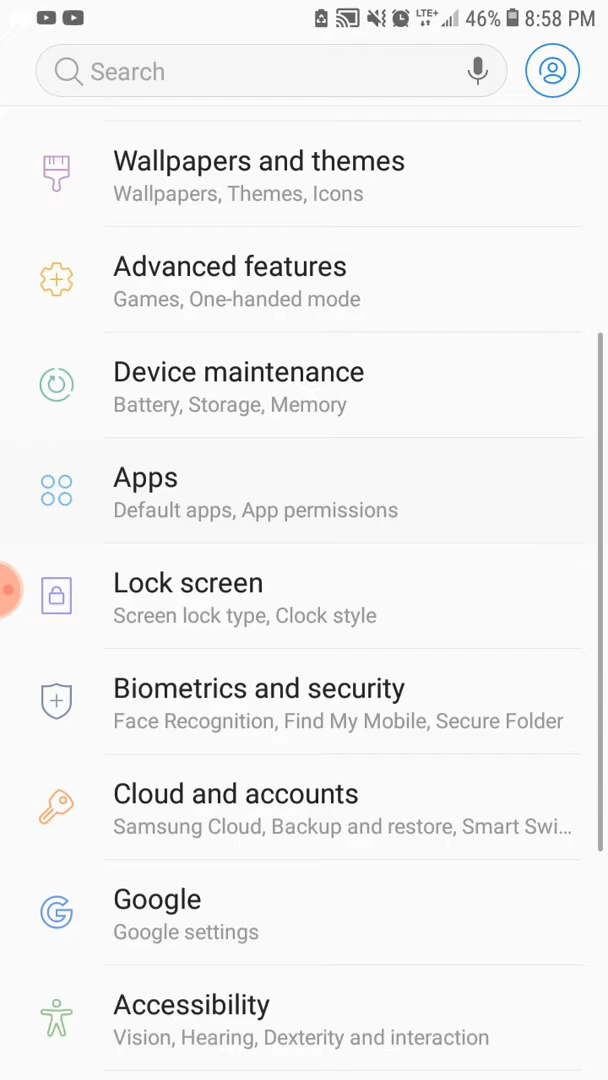 LTE+ 46% 8:58 PM
Search
Wallpapers and themes
Wallpapers, Themes, Icons
Advanced features
Games, One-handed mode
Device maintenance
Battery, Storage, Memory
Apps
Default apps, App permissions
Lock screen
Screen lock type, Clock style
Biometrics and security
Face Recognition, Find My Mobile, Secure Folder
Cloud and accounts
Samsung Cloud, Backup and restore, Smart Swi...
Google
Google settings
Accessibility
Vision, Hearing, Dexterity and interaction